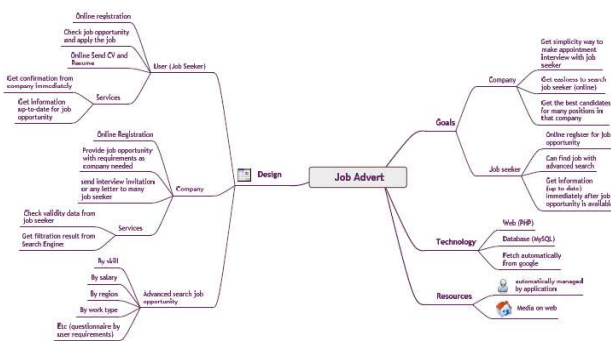 Online registration
Check job opportunity
and apply the job
Online Send CV and
Resume
User (Job Seeker)
Get confirmation from
company immediately
Services
Get information
up-to-date for job
opportunity
Online Registration
Provide job opportunity
with requirements as
company needed
send interview invitation
or any letter to many
job seeker
Company
Check validity data from
job seeker
Services
Get filtration result from
Search Engine
By skill
By salary
By region
By work type
Etc (questionaire by
user requirements)
Advanced search job
opportunity
Design
Job Advert
Goals
Company
Get simplicity way to
make appointment
interview with job
seeker
Get easiness to search
job seeker (online)
Get the best candidates
for many positions in
that company
Job seeker
Online register for job
opportunity
Can find job with
advanced search
Get information
(up to date)
immediately after job
opportunity is available
Technology
Web (PHP)
Database (MySQL)
Fetch automatically
from google
Resources
automatically managed
by application
Media on web